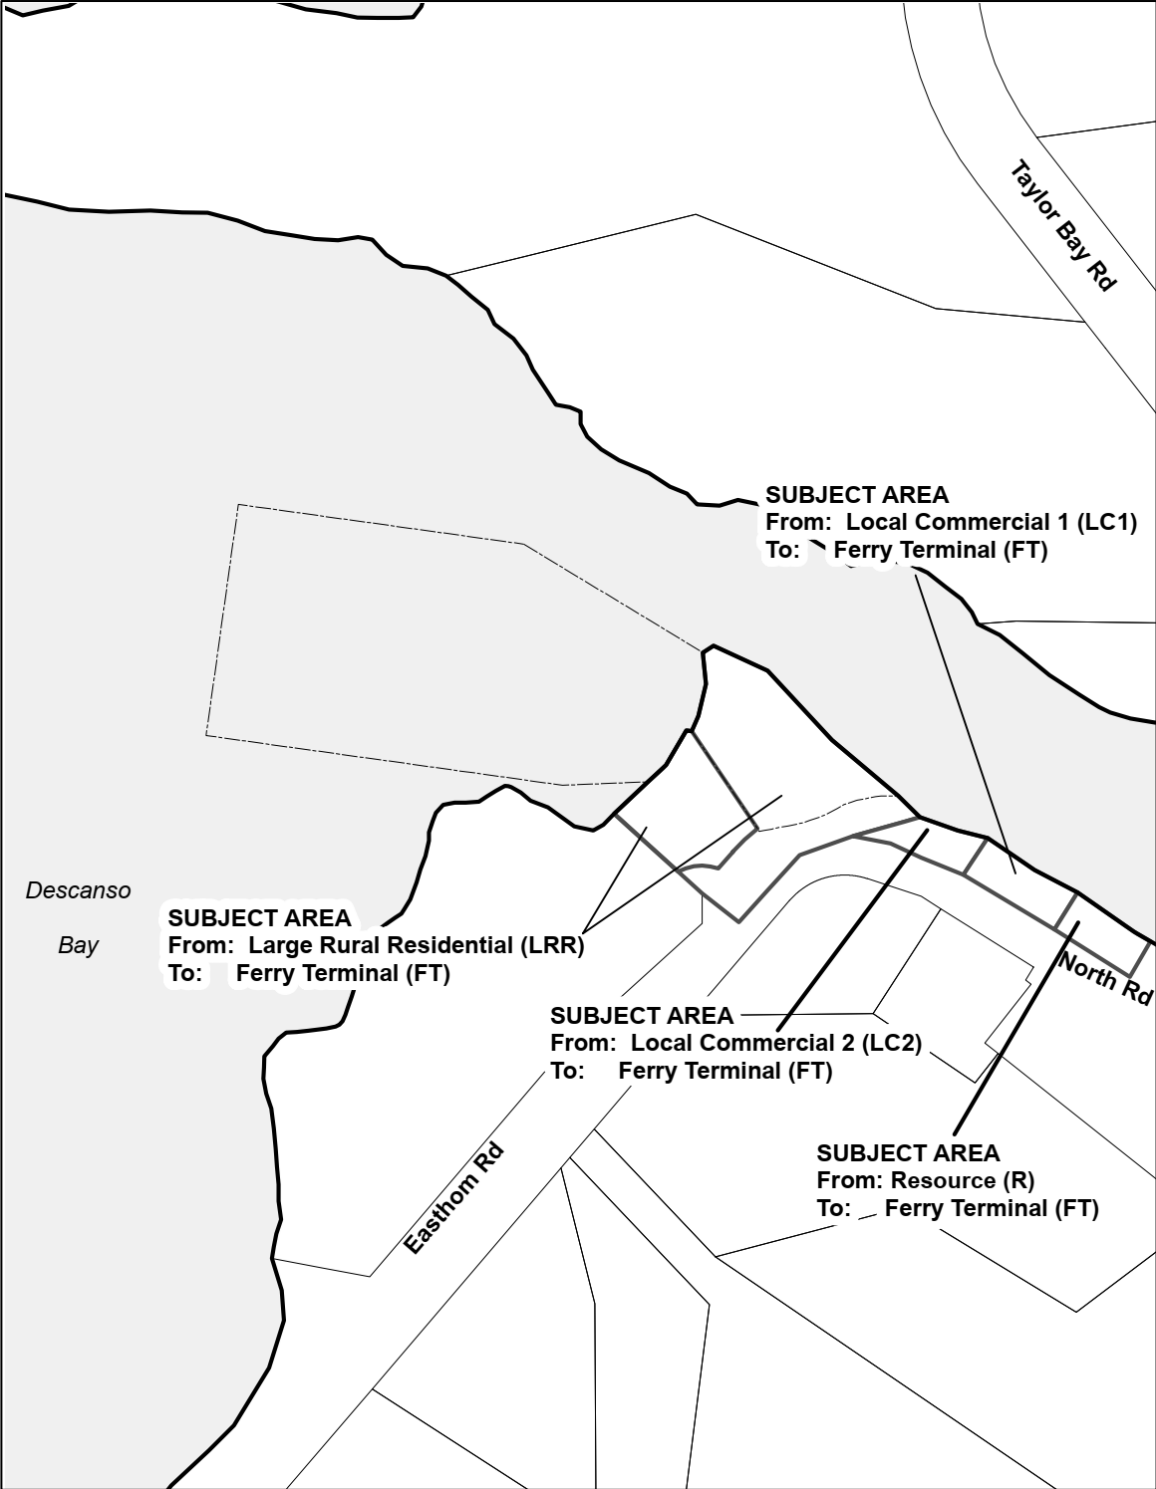 Taylor Bay Rd
SUBJECT AREA
From: Local Commercial 1 (LC1)
To: Ferry Terminal (FT)
Descanso
Bay
SUBJECT AREA
From: Large Rural Residential (LRR)
To: Ferry Terminal (FT)
North Rd
SUBJECT AREA
From: Local Commercial 2 (LC2)
To: Ferry Terminal (FT)
Easthom Rd
SUBJECT AREA
From: Resource (R)
To: Ferry Terminal (FT)